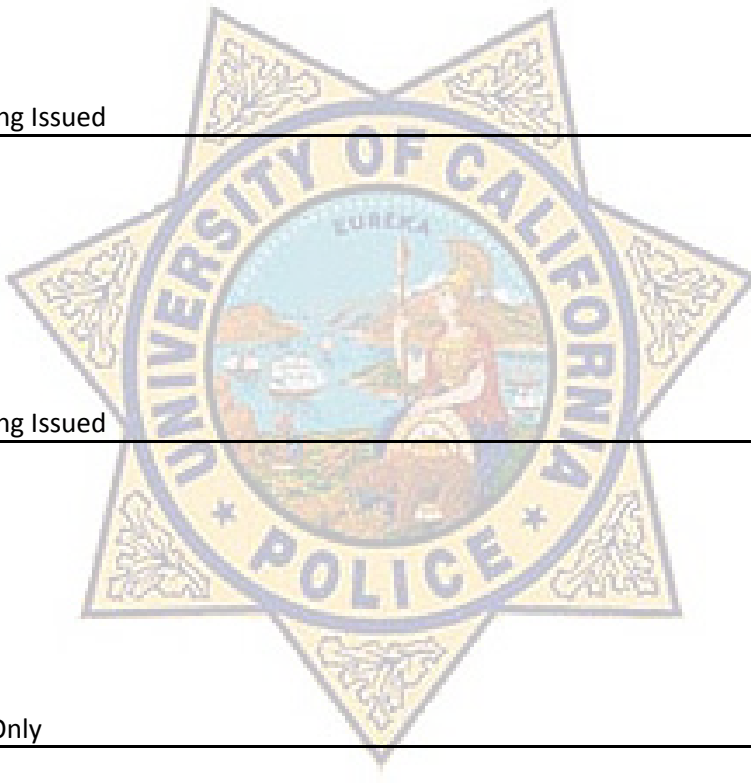 ng Issued
UNIVERSITY OF CALIFORNIA
EUREKA
ng Issued
* POLICE *
Only